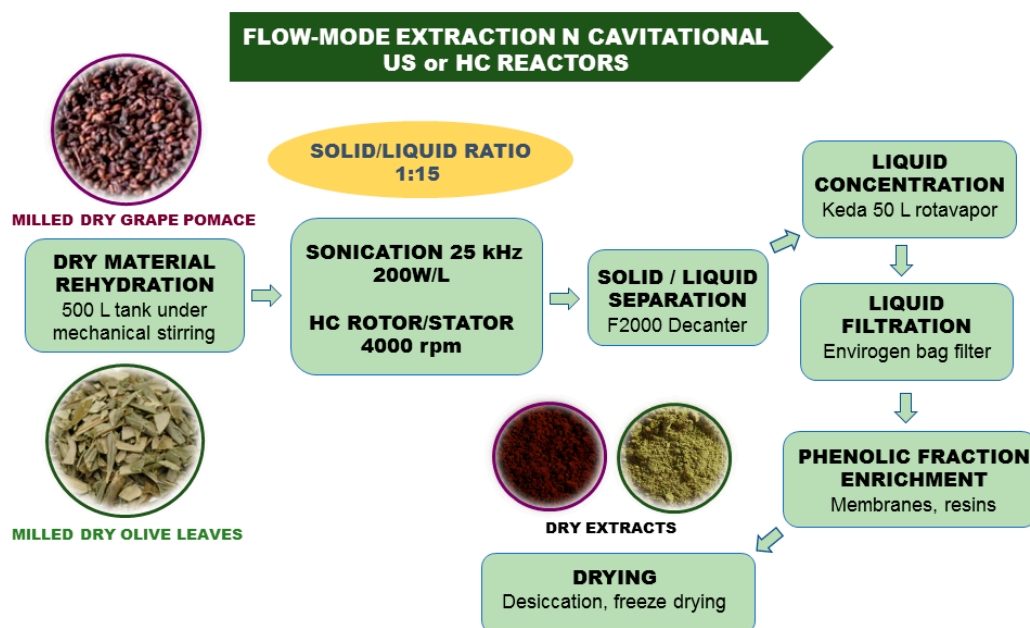 FLOW-MODE EXTRACTION N CAVITATIONAL
US or HC REACTORS
MILLED DRY GRAPE POMACE
SOLID/LIQUID RATIO
1:15
DRY MATERIAL
REHYDRATION
500 L tank under
mechanical stirring
SONICATION 25 kHz
200W/L
HC ROTOR/STATOR
4000 rpm
SOLID / LIQUID
SEPARATION
F2000 Decanter
LIQUID
CONCENTRATION
Keda 50 L rotavapor
LIQUID
FILTRATION
Envirogen bag filter
PHENOLIC FRACTION
ENRICHMENT
Membranes, resins
MILLED DRY OLIVE LEAVES
DRY EXTRACTS
DRYING
Desiccation, freeze drying